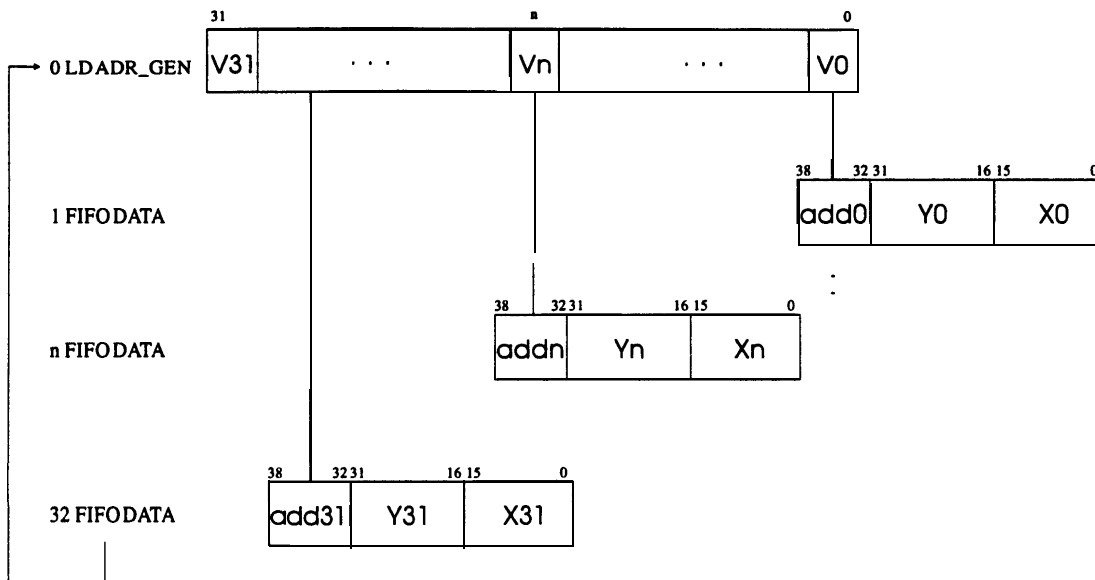 31 n 0
0 LDADR_GEN V31 . . . Vn . . . V0
38 32 31 16 15 0
1 FIFODATA add0 Y0 X0
38 32 31 16 15 0
n FIFODATA addn Yn Xn
38 32 31 16 15 0
32 FIFODATA add31 Y31 X31